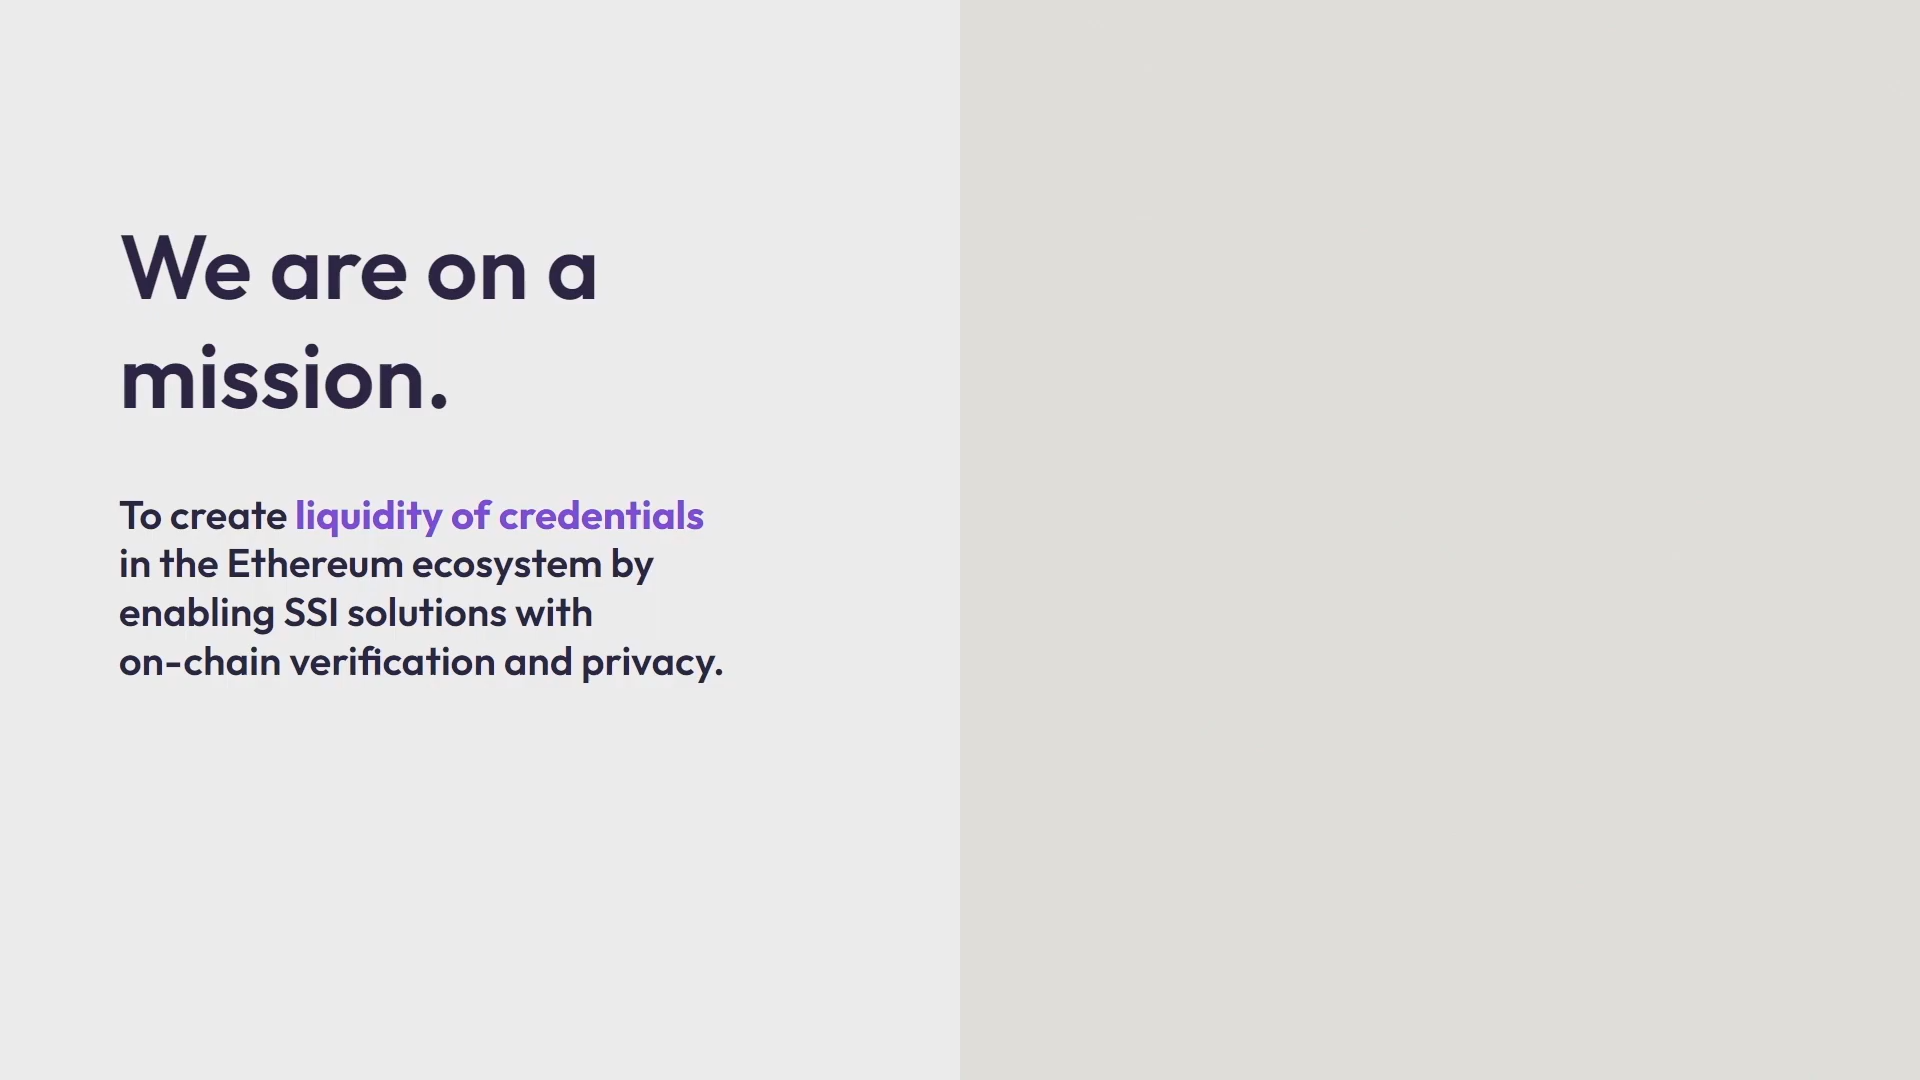 We are on a
mission.
To create liquidity of credentials
in the Ethereum ecosystem by
enabling SSI solutions with
on-chain verification and privacy.